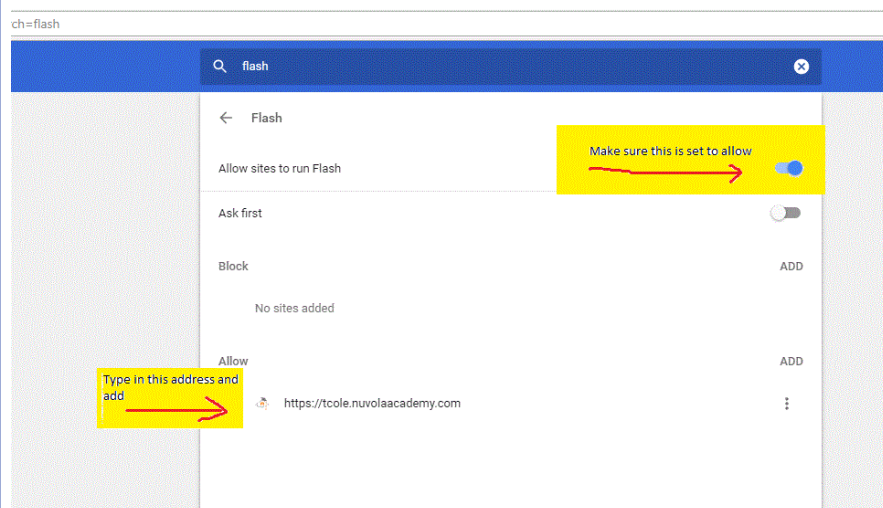 rch=flash
flash
Flash
Make sure this is set to allow
Allow sites to run Flash
Ask first
Block ADD
No sites added
Allow ADD
Type in this address and
add
https://tcole.nuvolaacademy.com